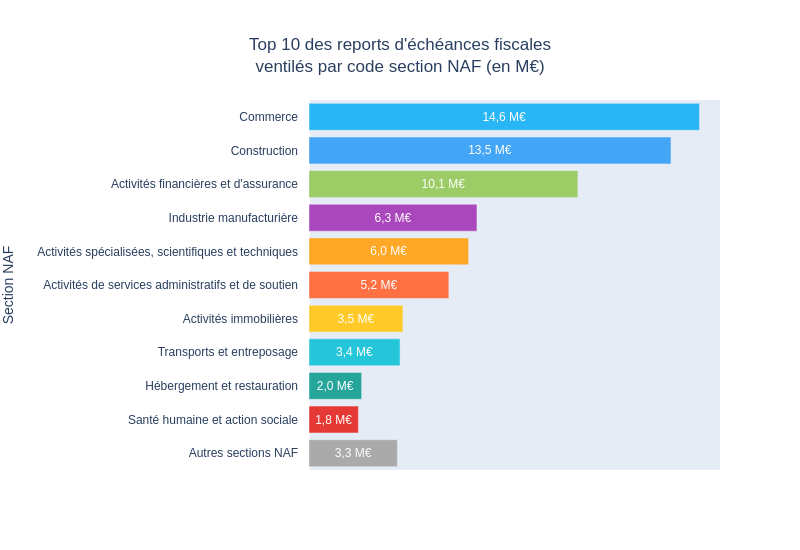 Top 10 des reports d'échéances fiscales
ventilés par code section NAF (en M€)
Section NAF
Commerce 14,6 M€
Construction 13,5 M€
Activités financières et d'assurance 10,1 M€
Industrie manufacturière 6,3 M€
Activités spécialisées, scientifiques et techniques 6,0 M€
Activités de services administratifs et de soutien 5,2 M€
Activités immobilières 3,5 M€
Transports et entreposage 3,4 M€
Hébergement et restauration 2,0 M€
Santé humaine et action sociale 1,8 M€
Autres sections NAF 3,3 M€